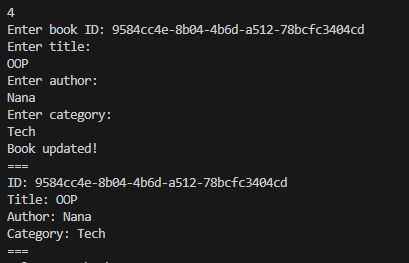 4
Enter book ID: 9584cc4e-8b04-4b6d-a512-78bcfc3404cd
Enter title:
OOP
Enter author:
Nana
Enter category:
Tech
Book updated!
===
ID: 9584cc4e-8b04-4b6d-a512-78bcfc3404cd
Title: OOP
Author: Nana
Category: Tech
===